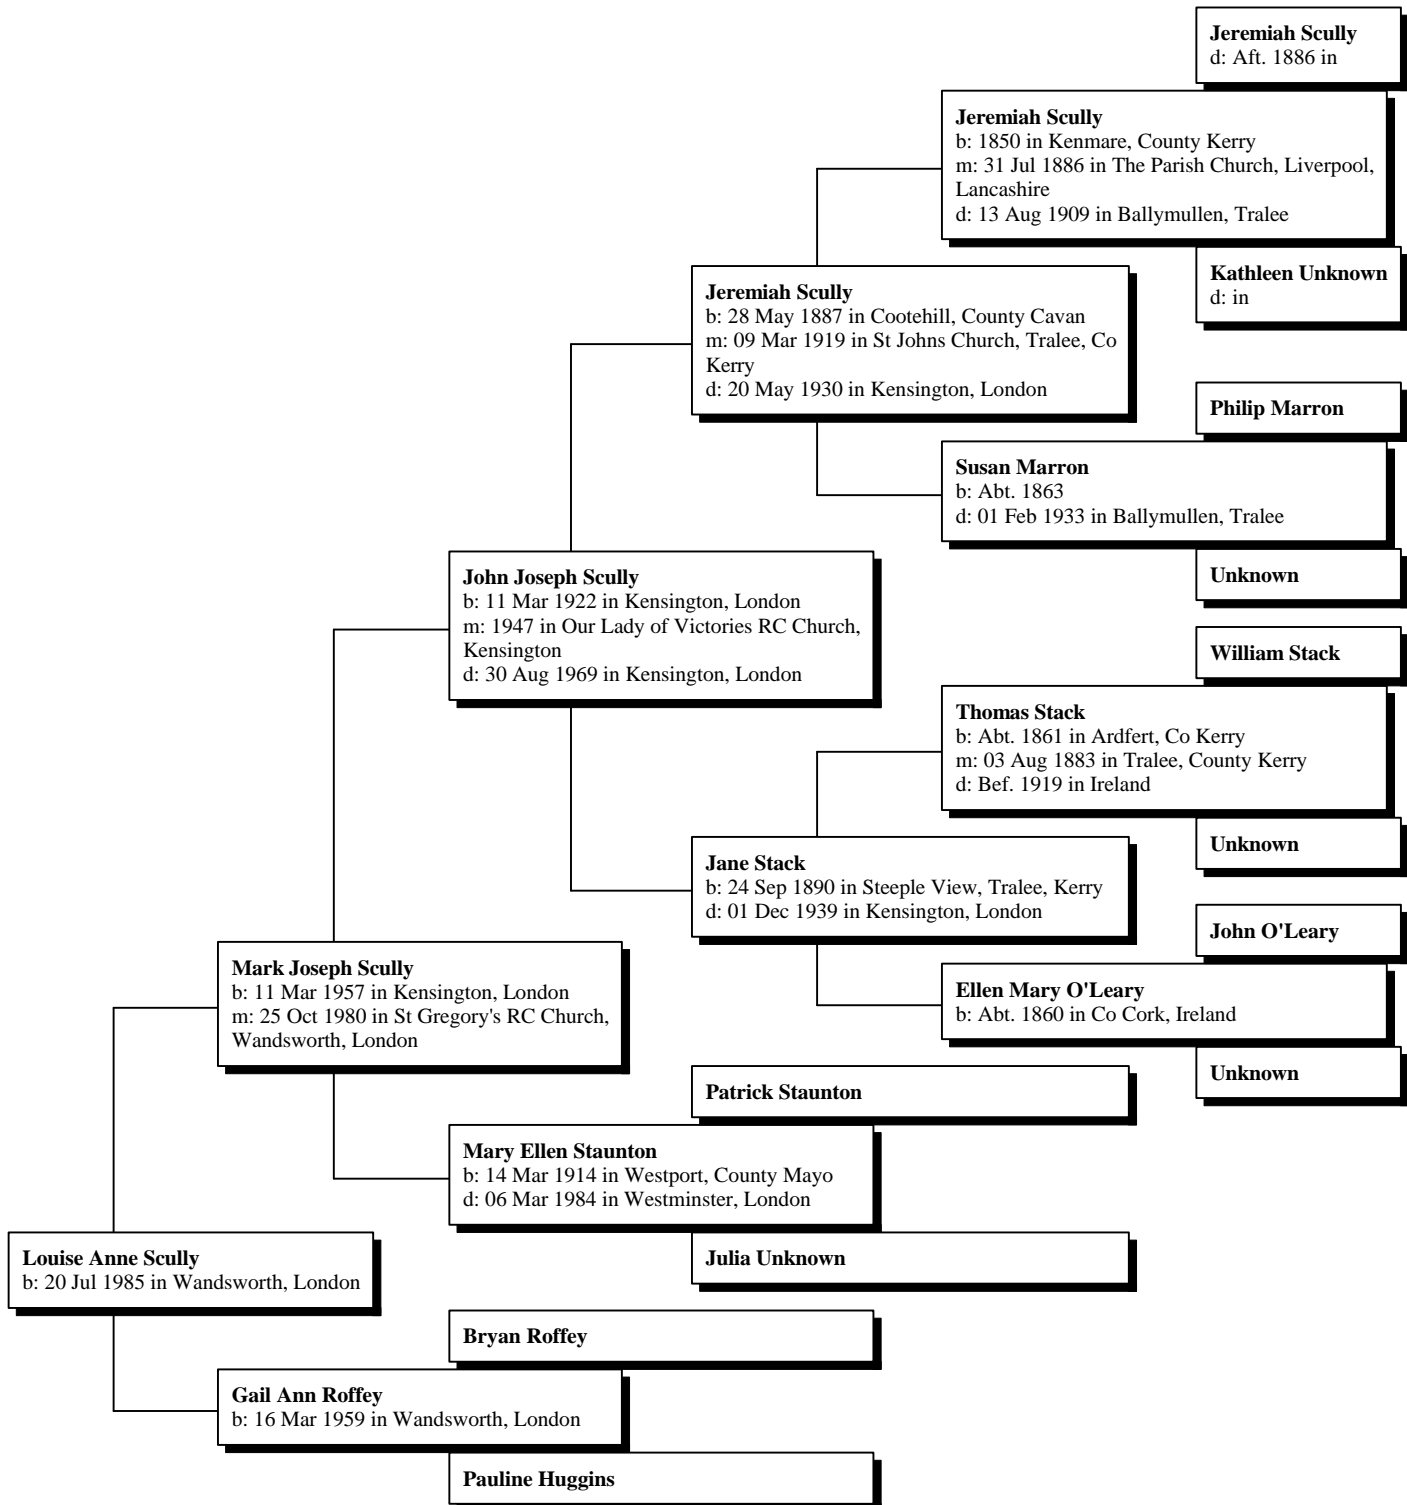 Jeremiah Scully
d: Aft. 1886 in
Jeremiah Scully
b: 1850 in Kenmare, County Kerry
m: 31 Jul 1886 in The Parish Church, Liverpool,
Lancashire
d: 13 Aug 1909 in Ballymullen, Tralee
Kathleen Unknown
d: in
Jeremiah Scully
b: 28 May 1887 in Cootehill, County Cavan
m: 09 Mar 1919 in St Johns Church, Tralee, Co
Kerry
d: 20 May 1930 in Kensington, London
Philip Marron
Susan Marron
b: Abt. 1863
d: 01 Feb 1933 in Ballymullen, Tralee
Unknown
John Joseph Scully
b: 11 Mar 1922 in Kensington, London
m: 1947 in Our Lady of Victories RC Church,
Kensington
d: 30 Aug 1969 in Kensington, London
William Stack
Thomas Stack
b: Abt. 1861 in Ardfert, Co Kerry
m: 03 Aug 1883 in Tralee, County Kerry
d: Bef. 1919 in Ireland
Unknown
Jane Stack
b: 24 Sep 1890 in Steeple View, Tralee, Kerry
d: 01 Dec 1939 in Kensington, London
John O'Leary
Ellen Mary O'Leary
b: Abt. 1860 in Co Cork, Ireland
Unknown
Mark Joseph Scully
b: 11 Mar 1957 in Kensington, London
m: 25 Oct 1980 in St Gregory's RC Church,
Wandsworth, London
Patrick Staunton
Mary Ellen Staunton
b: 14 Mar 1914 in Westport, County Mayo
d: 06 Mar 1984 in Westminster, London
Julia Unknown
Louise Anne Scully
b: 20 Jul 1985 in Wandsworth, London
Bryan Roffey
Gail Ann Roffey
b: 16 Mar 1959 in Wandsworth, London
Pauline Huggins